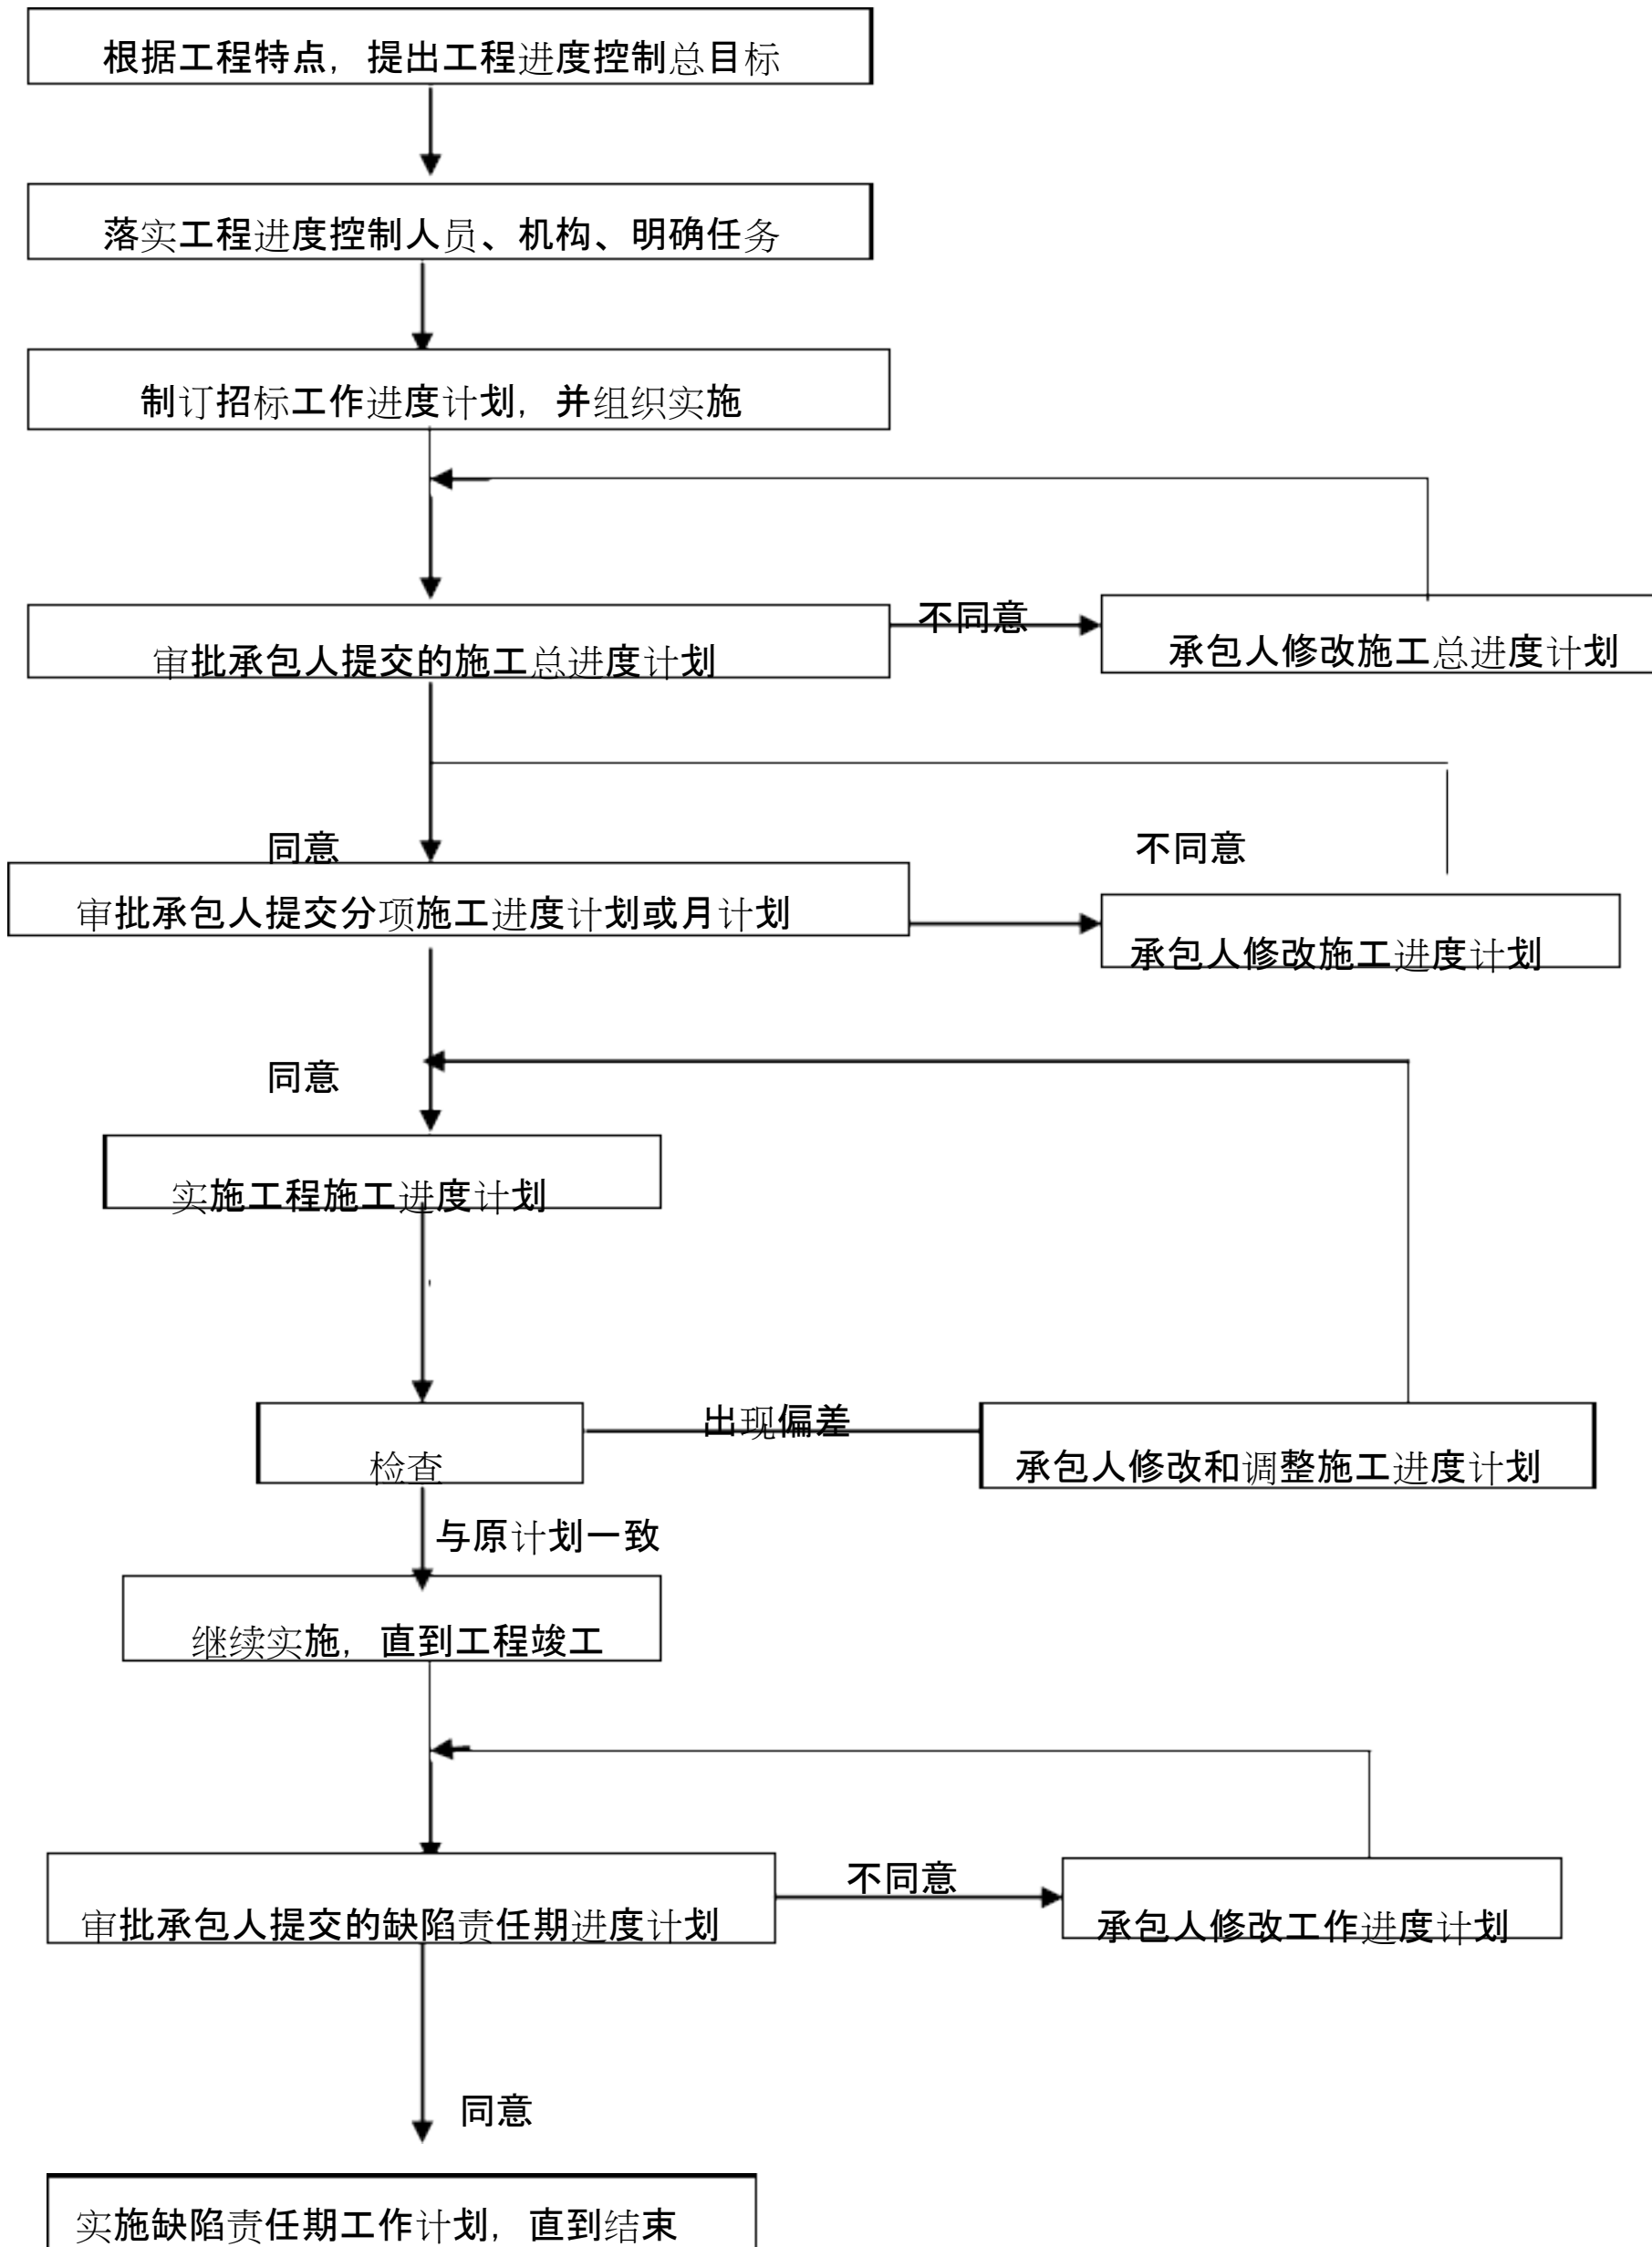 根据工程特点，提出工程进度控制总目标
落实工程进度控制人员、机构、明确任务
制订招标工作进度计划，并组织实施
不同意
审批承包人提交的施工总进度计划
承包人修改施工总进度计划
同意
不同意
审批承包人提交分项施工进度计划或月计划
承包人修改施工进度计划
同意
实施工程施工进度计划
出现偏差
检查
承包人修改和调整施工进度计划
与原计划一致
继续实施，直到工程竣工
不同意
审批承包人提交的缺陷责任期进度计划
承包人修改工作进度计划
同意
实施缺陷责任期工作计划，直到结束